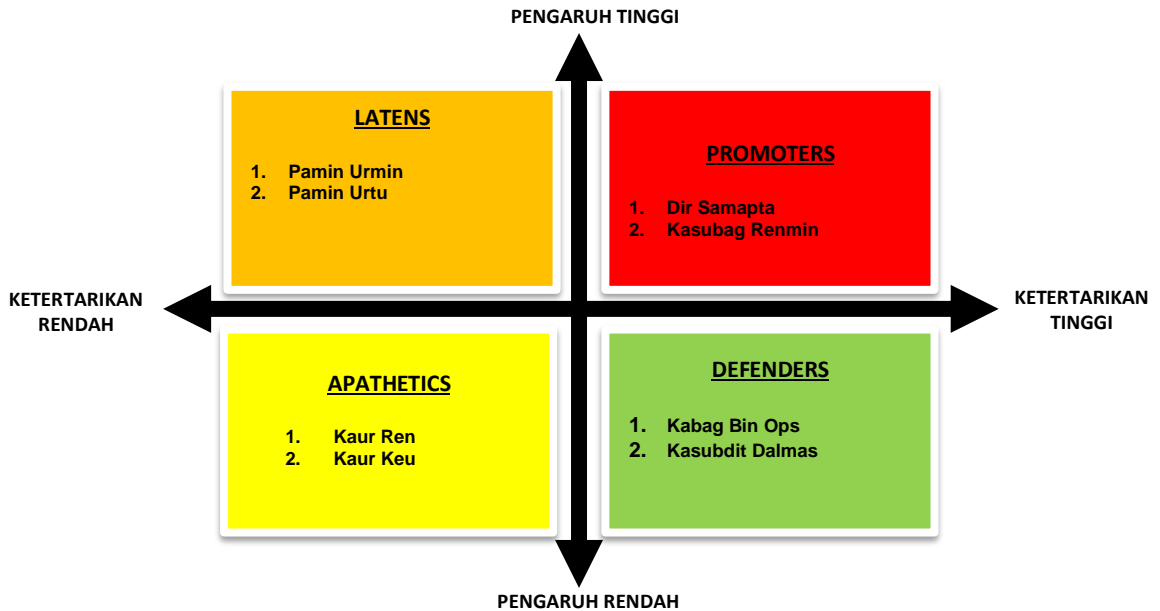 PENGARUH TINGGI
LATENS
1. Pamin Urmin
2. Pamin Urtu
PROMOTERS
1. Dir Samapta
2. Kasubag Renmin
KETERTARIKAN
RENDAH
KETERTARIKAN
TINGGI
APATHETICS
1. Kaur Ren
2. Kaur Keu
DEFENDERS
1. Kabag Bin Ops
2. Kasubdit Dalmas
PENGARUH RENDAH